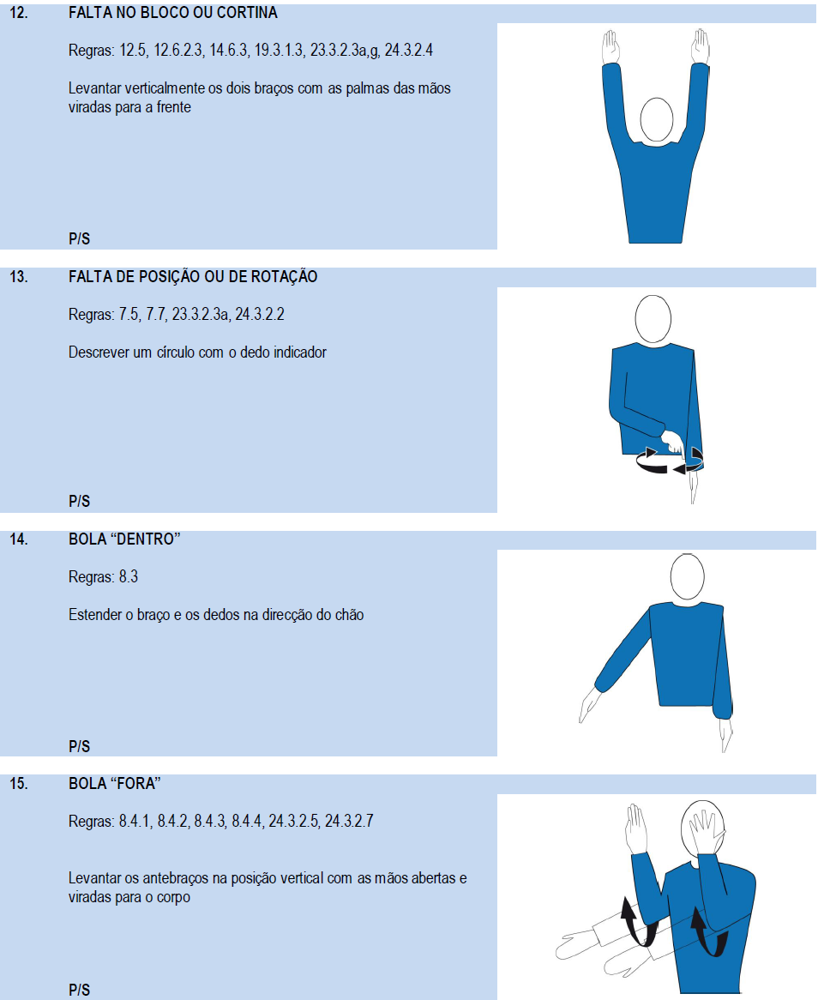 12. FALTA NO BLOCO OU CORTINA
Regras: 12.5, 12.6.2.3, 14.6.3, 19.3.1.3, 23.3.2.3a,g, 24.3.2.4
Levantar verticalmente os dois braços com as palmas das mãos
viradas para a frente
P/S
13. FALTA DE POSIÇÃO OU DE ROTAÇÃO
Regras: 7.5, 7.7, 23.3.2.3a, 24.3.2.2
Descrever um círculo com o dedo indicador
P/S
14. BOLA “DENTRO”
Regras: 8.3
Estender o braço e os dedos na direcção do chão
P/S
15. BOLA “FORA”
Regras: 8.4.1, 8.4.2, 8.4.3, 8.4.4, 24.3.2.5, 24.3.2.7
Levantar os antebraços na posição vertical com as mãos abertas e
viradas para o corpo
P/S